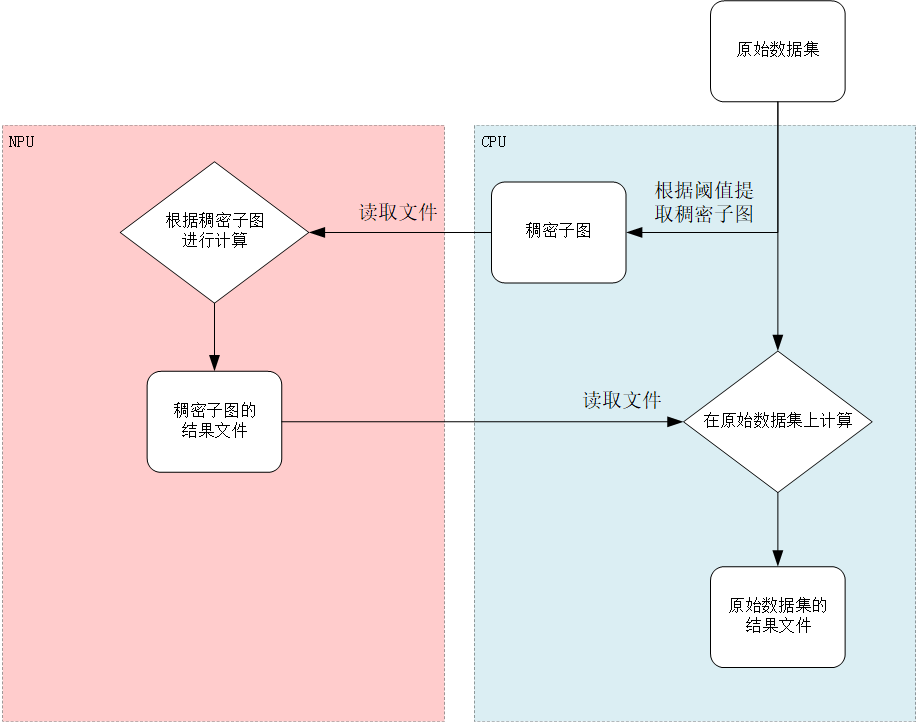 原始数据集
NPU
CPU
根据阈值提
取稠密子图
读取文件
稠密子图
根据稠密子图
进行计算
稠密子图的
结果文件
读取文件
在原始数据集上计算
原始数据集的
结果文件